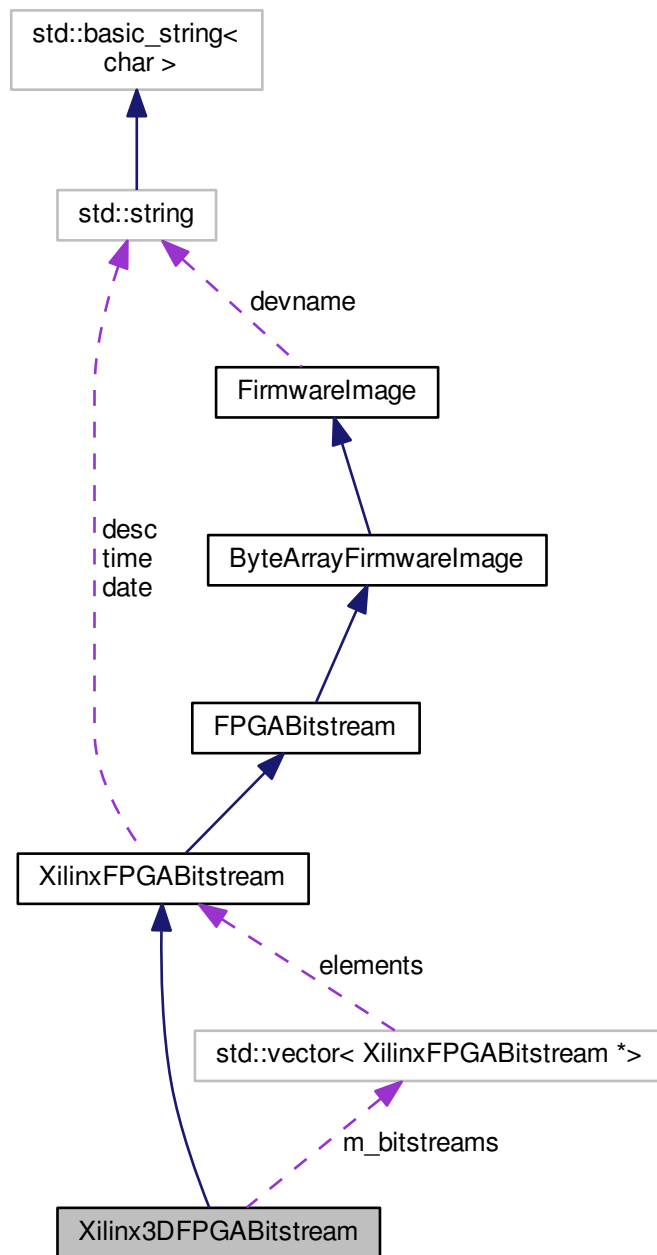 std::basic_string<
char >
std::string
devname
FirmwareImage
desc
time
date
ByteArrayFirmwareImage
FPGABitstream
XilinxFPGABitstream
elements
std::vector< XilinxFPGABitstream *>
m_bitstreams
Xilinx3DFPGABitstream